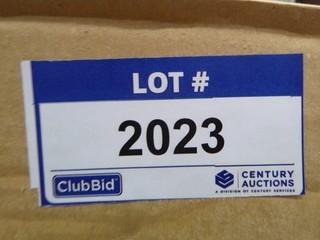 LOT #
2023
ClubBid
CENTURY
AUCTIONS
A DIVISION OF CENTURY SERVICES